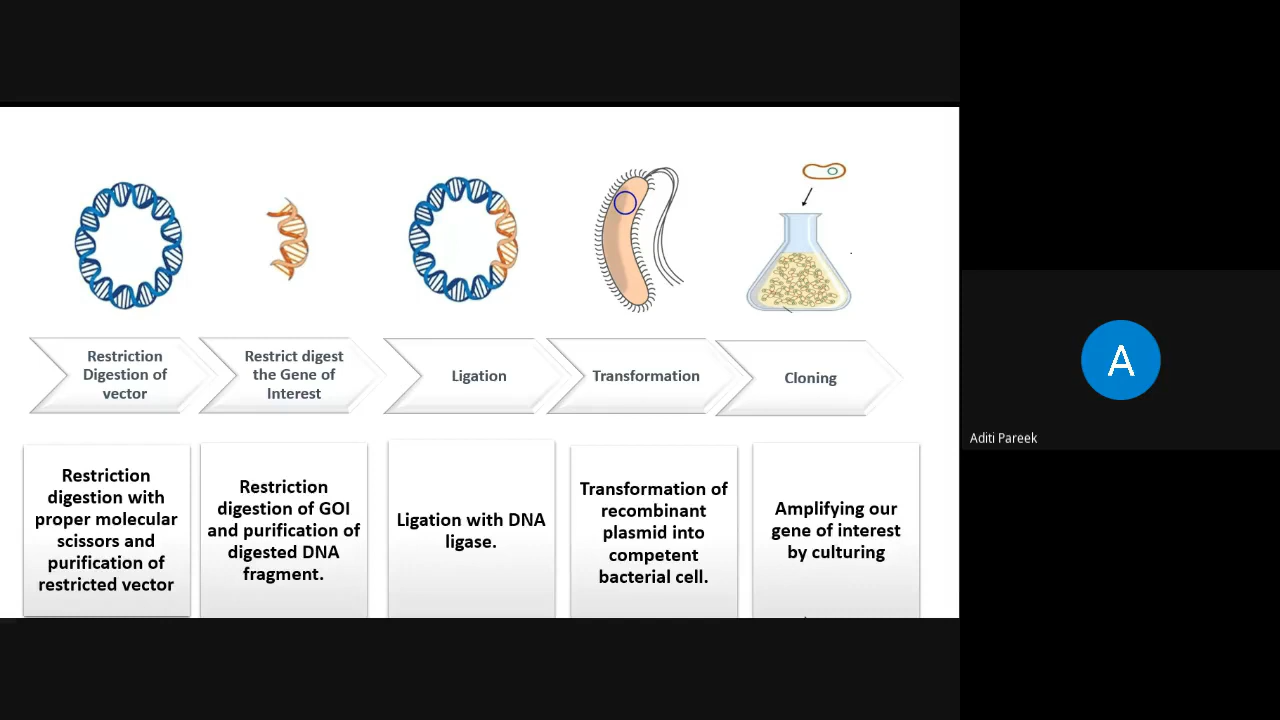 Restriction
Digestion of
vector
Restrict digest
the Gene of
Interest
Ligation
Transformation
Cloning
Restriction
digestion with
proper molecular
scissors and
purification of
restricted vector
Restriction
digestion of GOI
and purification of
digested DNA
fragment.
Ligation with DNA
ligase.
Transformation of
recombinant
plasmid into
competent
bacterial cell.
Amplifying our
gene of interest
by culturing
A
Aditi Pareek